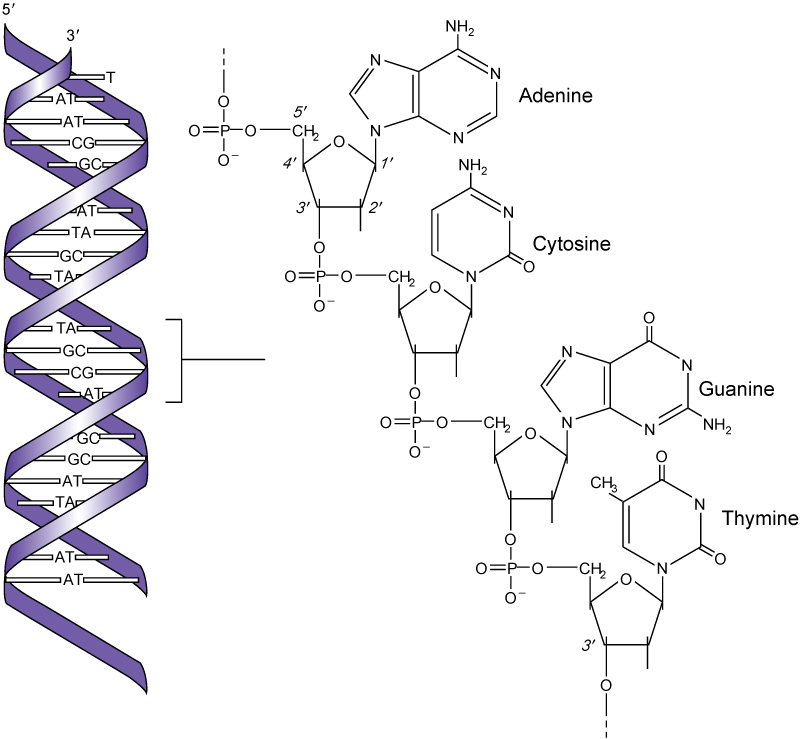 5′
3′
T
AT
AT
CG
GC
AT
TA
GC
TA
TA
GC
CG
AT
GC
GC
AT
TA
AT
AT
NH₂
N
N
N
N
Adenine
O
O=P—O—CH₂
O⁻
5′
O
4′
1′
3′
2′
NH₂
N
N
O
Cytosine
O
O=P—O—CH₂
O⁻
O
O
N
N
N
N
NH₂
Guanine
O
O=P—O—CH₂
O⁻
O
O
CH₃
N
N
O
Thymine
O
O=P—O—CH₂
O⁻
O
3′
O